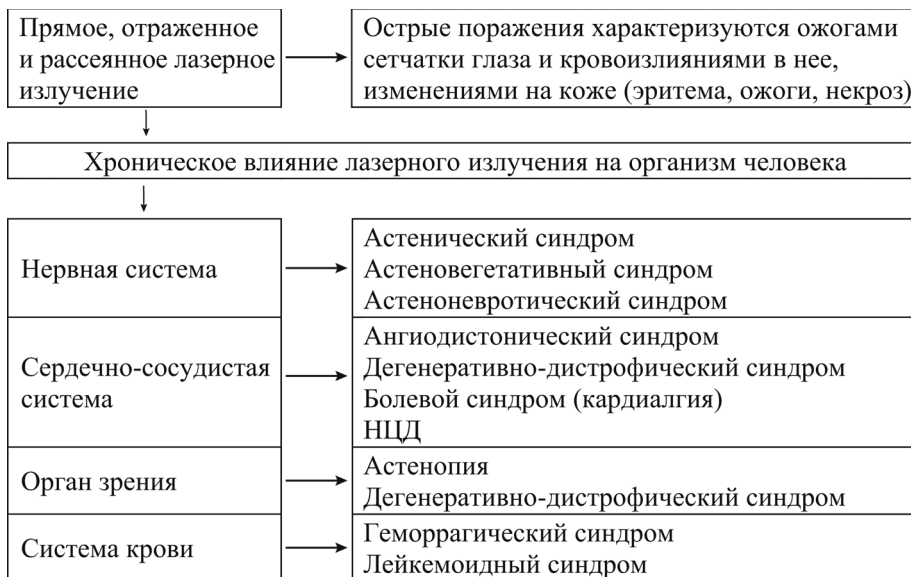 Прямое, отраженное
и рассеянное лазерное
излучение
Острые поражения характеризуются ожогами
сетчатки глаза и кровоизлияниями в нее,
изменениями на коже (эритема, ожоги, некроз)
Хроническое влияние лазерного излучения на организм человека
Нервная система
Астенический синдром
Астеновегетативный синдром
Астеноневротический синдром
Сердечно-сосудистая
система
Ангиодистонический синдром
Дегенеративно-дистрофический синдром
Болевой синдром (кардиалгия)
НЦД
Орган зрения
Астенопия
Дегенеративно-дистрофический синдром
Система крови
Геморрагический синдром
Лейкемоидный синдром